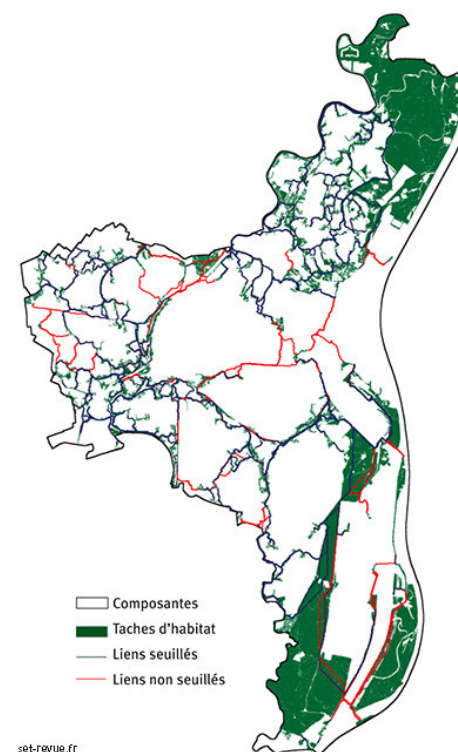 Composantes
Taches d'habitat
Liens seuillés
Liens non seuillés
set-revue.fr